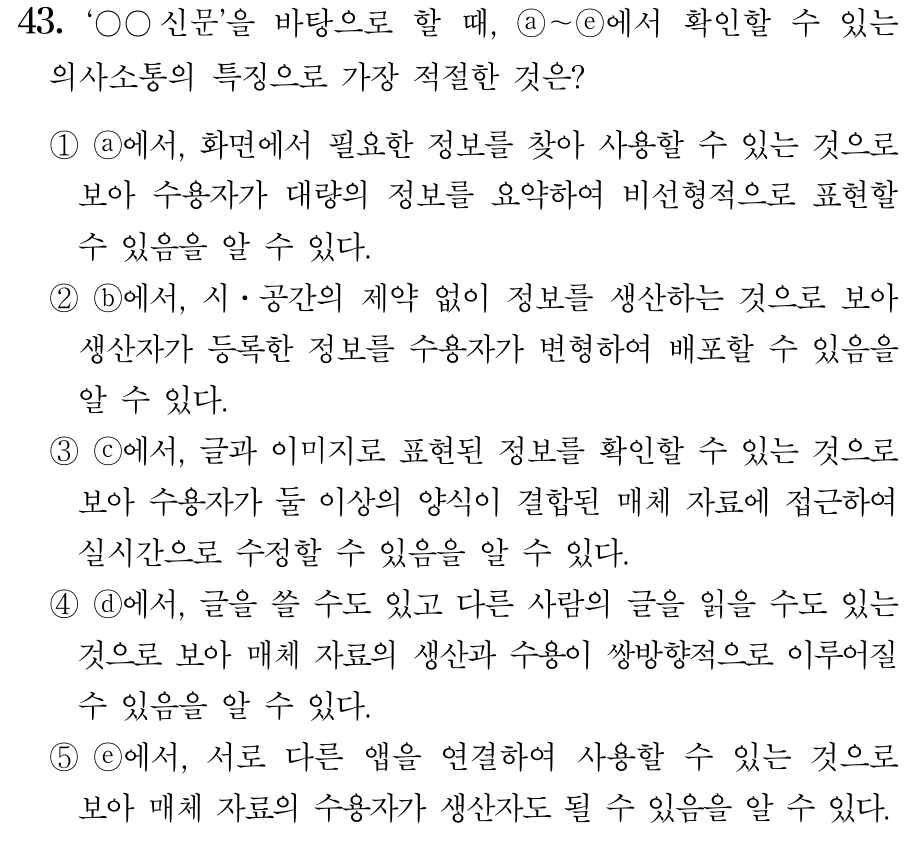 43. ‘○○ 신문’을 바탕으로 할 때, ⓐ～ⓔ에서 확인할 수 있는
의사소통의 특징으로 가장 적절한 것은?
① ⓐ에서, 화면에서 필요한 정보를 찾아 사용할 수 있는 것으로
보아 수용자가 대량의 정보를 요약하여 비선형적으로 표현할
수 있음을 알 수 있다.
② ⓑ에서, 시·공간의 제약 없이 정보를 생산하는 것으로 보아
생산자가 등록한 정보를 수용자가 변형하여 배포할 수 있음을
알 수 있다.
③ ⓒ에서, 글과 이미지로 표현된 정보를 확인할 수 있는 것으로
보아 수용자가 둘 이상의 양식이 결합된 매체 자료에 접근하여
실시간으로 수정할 수 있음을 알 수 있다.
④ ⓓ에서, 글을 쓸 수도 있고 다른 사람의 글을 읽을 수도 있는
것으로 보아 매체 자료의 생산과 수용이 쌍방향적으로 이루어질
수 있음을 알 수 있다.
⑤ ⓔ에서, 서로 다른 앱을 연결하여 사용할 수 있는 것으로
보아 매체 자료의 수용자가 생산자도 될 수 있음을 알 수 있다.